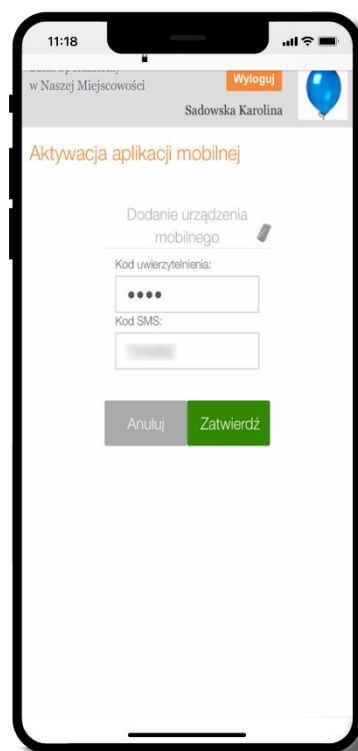 11:18
w Naszej Miejscowości
Wyloguj
Sadowska Karolina
Aktywacja aplikacji mobilnej
Dodanie urządzenia
mobilnego
Kod uwierzytelnienia:
Kod SMS:
Anuluj
Zatwierdź